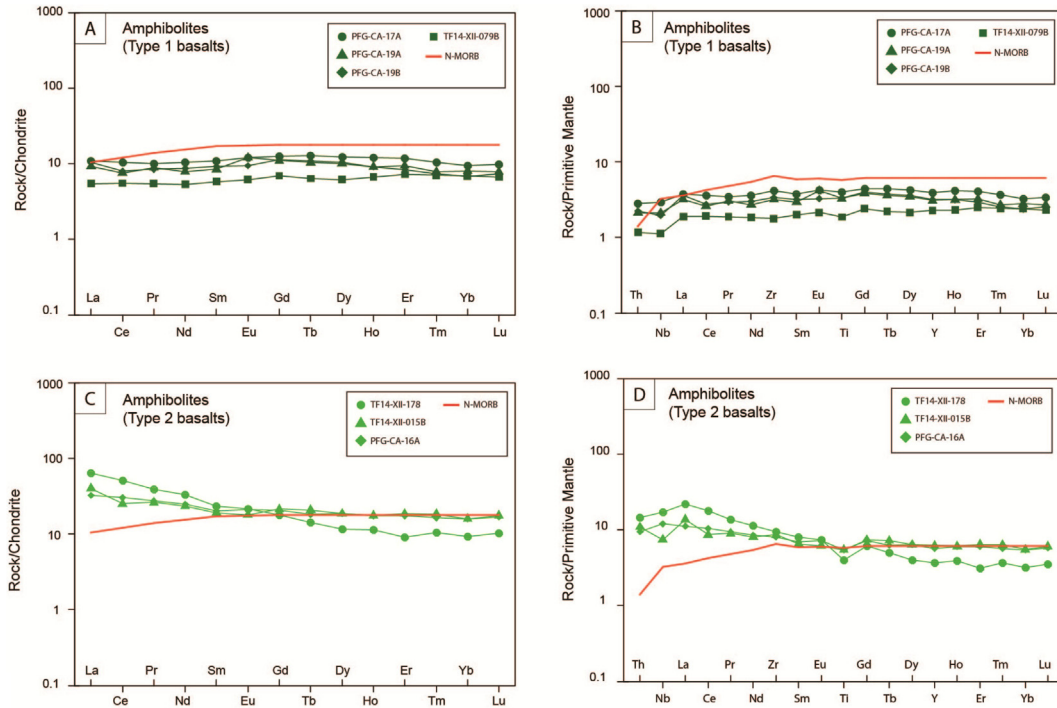 A
Amphibolites
(Type 1 basalts)
PFG-CA-17A
TF14-XII-079B
PFG-CA-19A
N-MORB
PFG-CA-19B
Rock/Chondrite
1000
100
10
1
0.1
La
Pr
Sm
Gd
Dy
Er
Yb
Ce
Nd
Eu
Tb
Ho
Tm
Lu
B
Amphibolites
(Type 1 basalts)
PFG-CA-17A
TF14-XII-079B
PFG-CA-19A
N-MORB
PFG-CA-19B
Rock/Primitive Mantle
1000
100
10
1
0.1
Th
La
Pr
Zr
Eu
Gd
Dy
Ho
Tm
Lu
Nb
Ce
Nd
Sm
Ti
Tb
Y
Er
Yb
C
Amphibolites
(Type 2 basalts)
TF14-XII-178
N-MORB
TF14-XII-015B
PFG-CA-16A
Rock/Chondrite
1000
100
10
1
0.1
La
Pr
Sm
Gd
Dy
Er
Yb
Ce
Nd
Eu
Tb
Ho
Tm
Lu
D
Amphibolites
(Type 2 basalts)
TF14-XII-178
N-MORB
TF14-XII-015B
PFG-CA-16A
Rock/Primitive Mantle
1000
100
10
1
0.1
Th
La
Pr
Zr
Eu
Gd
Dy
Ho
Tm
Lu
Nb
Ce
Nd
Sm
Ti
Tb
Y
Er
Yb